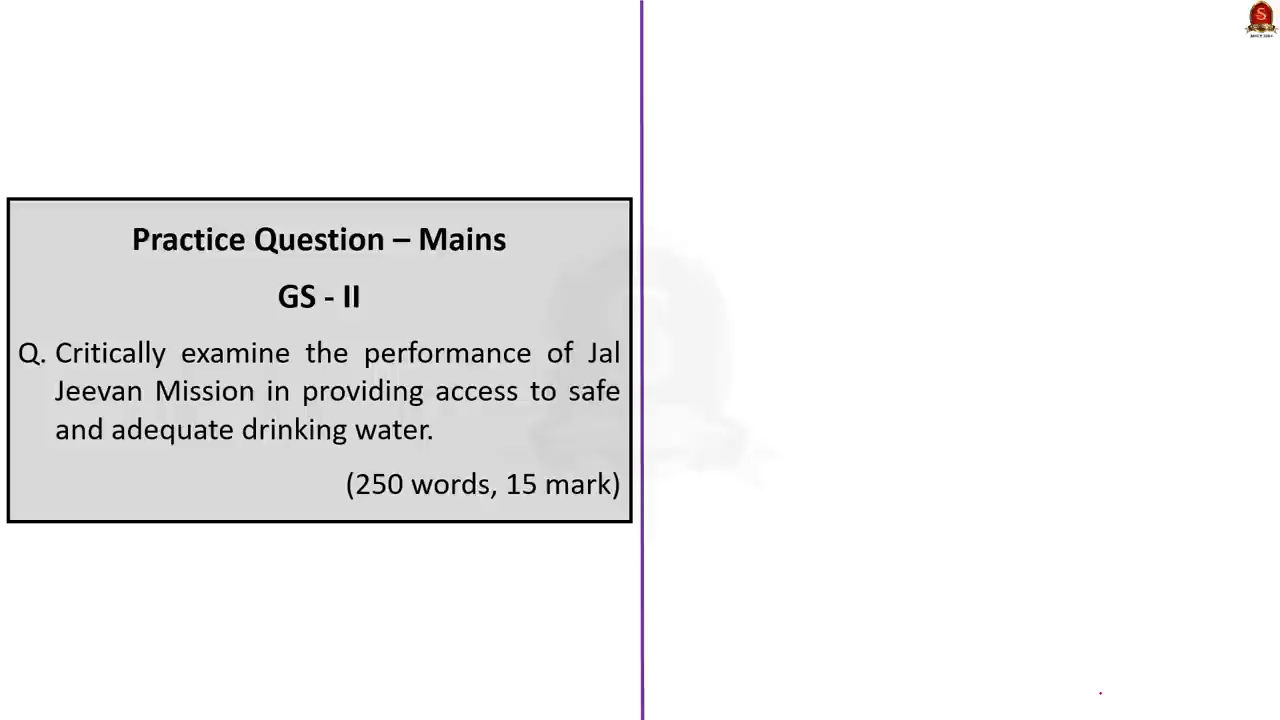 Practice Question – Mains
GS - II
Q. Critically examine the performance of Jal
Jeevan Mission in providing access to safe
and adequate drinking water.
(250 words, 15 mark)
S